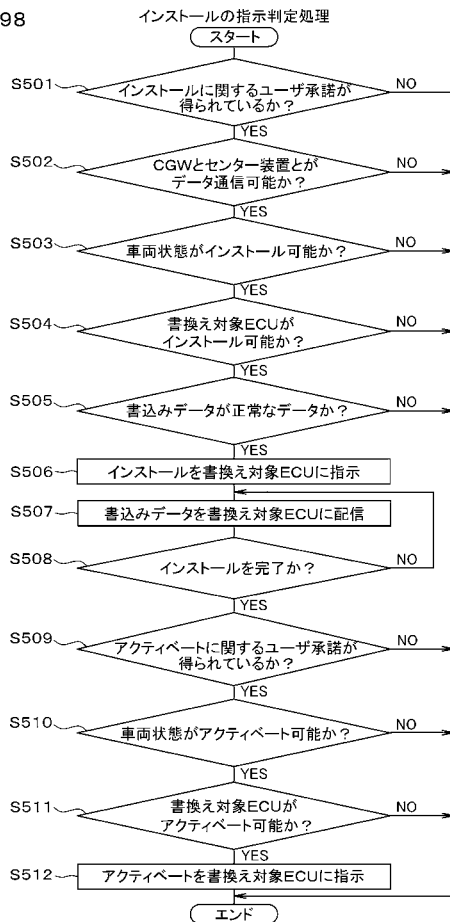 98
インストールの指示判定処理
スタート
S501
インストールに関するユーザ承諾が
得られているか？
NO
YES
S502
CGWとセンター装置とが
データ通信可能か？
NO
YES
S503
車両状態がインストール可能か？
NO
YES
S504
書換え対象ECUが
インストール可能か？
NO
YES
S505
書込みデータが正常なデータか？
NO
YES
S506
インストールを書換え対象ECUに指示
S507
書込みデータを書換え対象ECUに配信
S508
インストールを完了か？
NO
YES
S509
アクティベートに関するユーザ承諾が
得られているか？
NO
YES
S510
車両状態がアクティベート可能か？
NO
YES
S511
書換え対象ECUが
アクティベート可能か？
NO
YES
S512
アクティベートを書換え対象ECUに指示
エンド